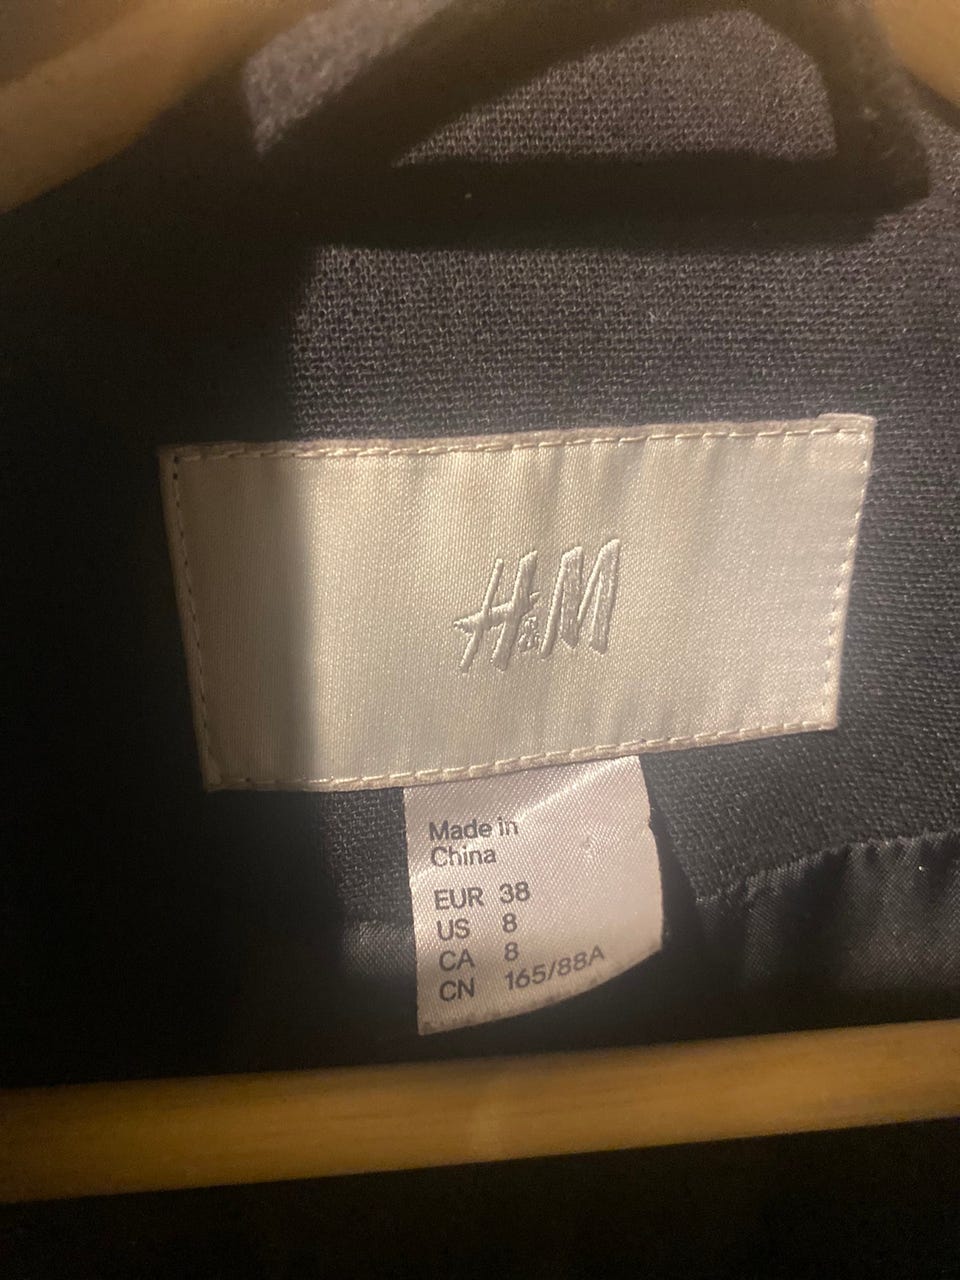 H&M
Made in
China
EUR 38
US 8
CA 8
CN 165/88A